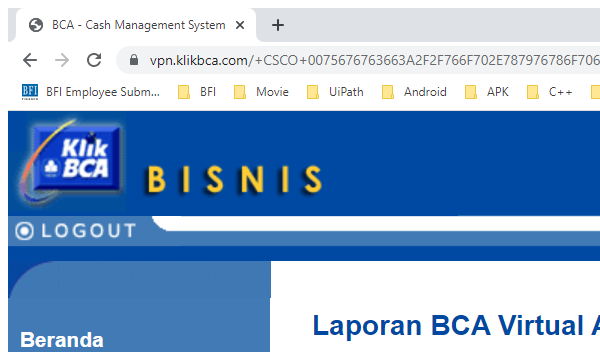 BCA - Cash Management System
vpn.klikbca.com/+CSCO+0075676763663A2F2F766F702E787976786F706
BFI Employee Subm... BFI Movie UiPath Android APK C++
Klik
BCA
BISNIS
LOGOUT
Laporan BCA Virtual A
Beranda